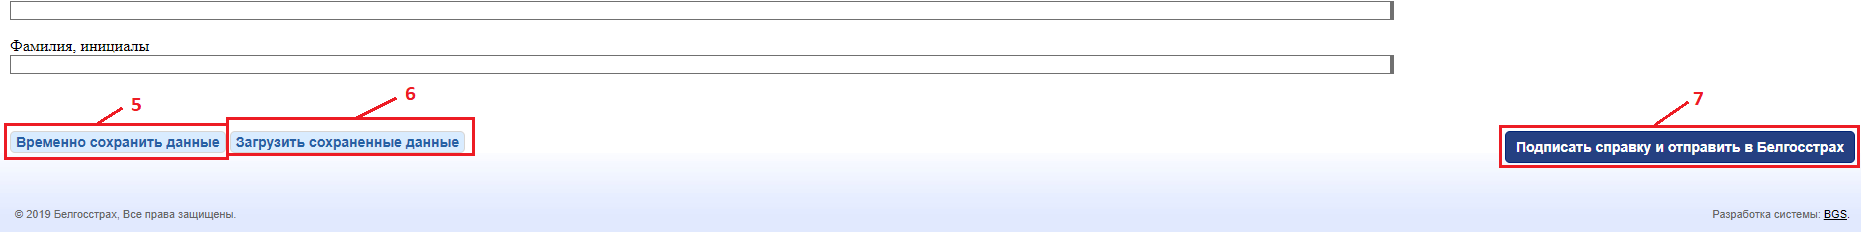 Фамилия, инициалы
5
6
7
Временно сохранить данные
Загрузить сохраненные данные
Подписать справку и отправить в Белгосстрах
© 2019 Белгосстрах, Все права защищены.
Разработка системы: BGS.